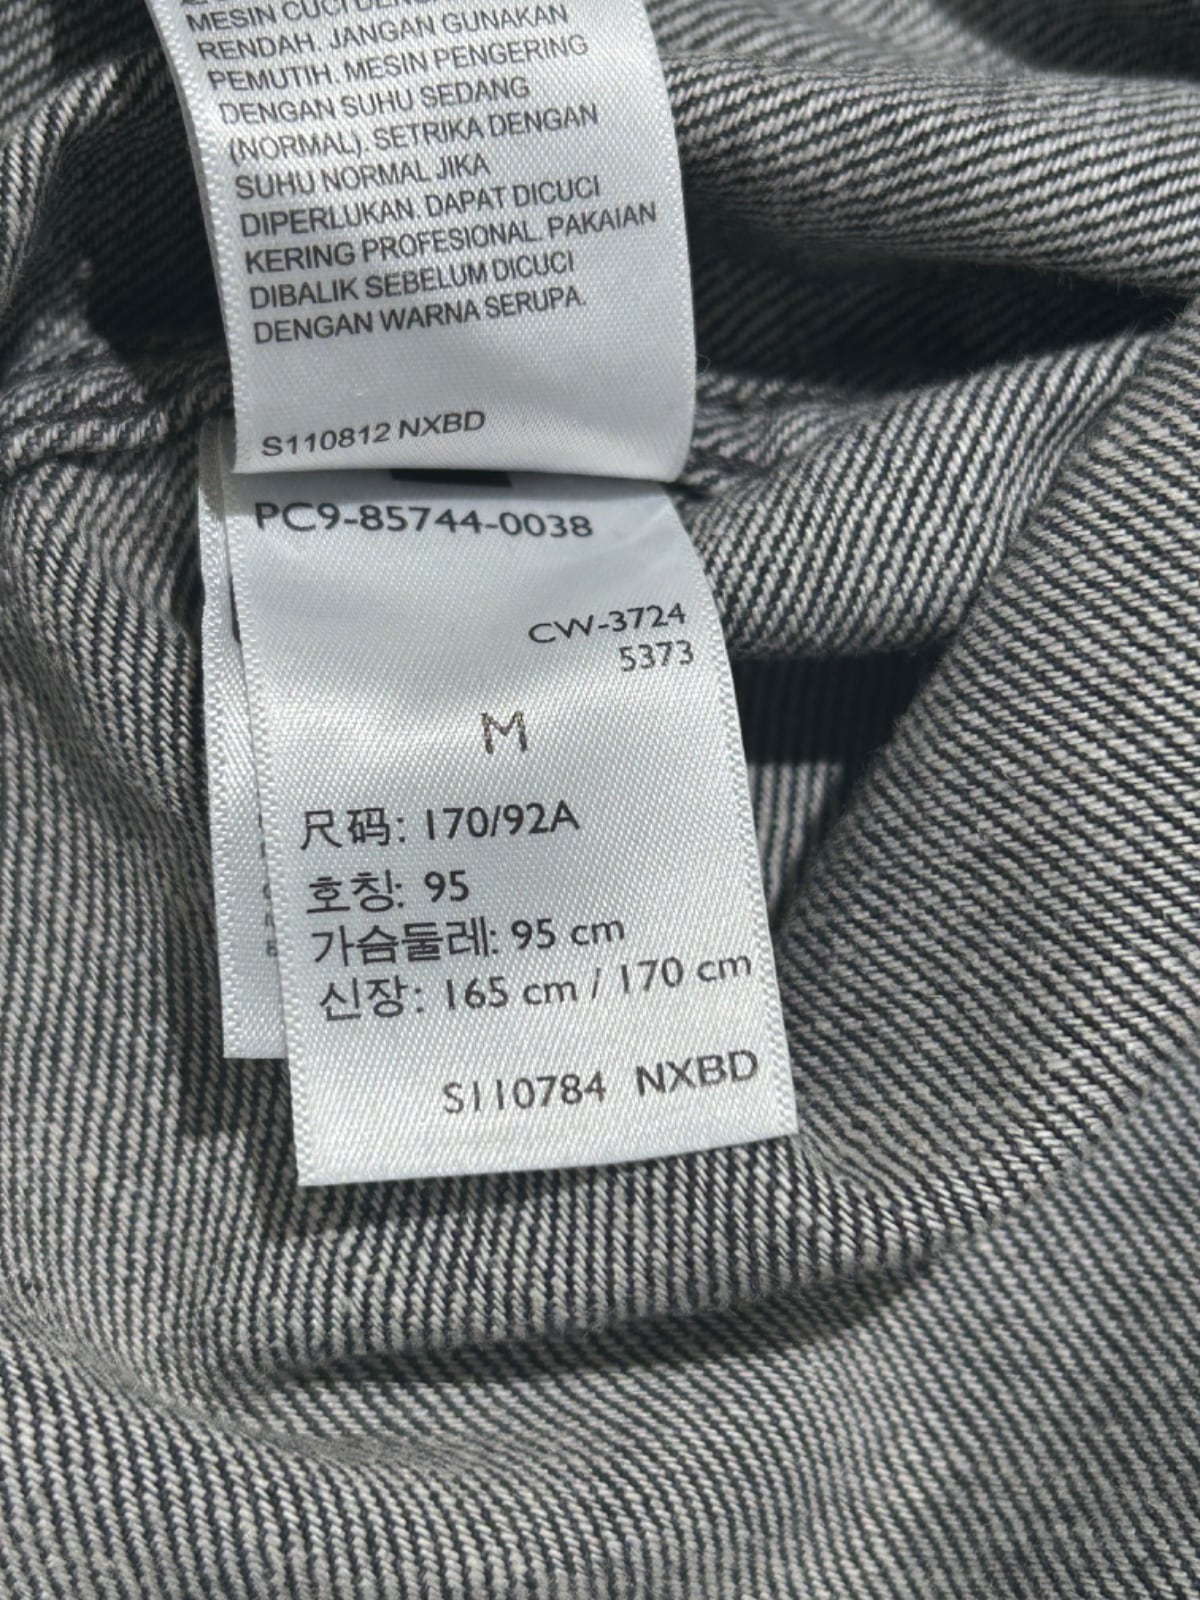 MESIN CUCI
RENDAH. JANGAN GUNAKAN
PEMUTIH. MESIN PENGERING
DENGAN SUHU SEDANG
(NORMAL). SETRIKA DENGAN
SUHU NORMAL JIKA
DIPERLUKAN. DAPAT DICUCI
KERING PROFESIONAL. PAKAIAN
DIBALIK SEBELUM DICUCI
DENGAN WARNA SERUPA.
S110812 NXBD
PC9-85744-0038
CW-3724
5373
M
尺码: 170/92A
호칭: 95
가슴둘레: 95 cm
신장: 165 cm / 170 cm
S110784 NXBD